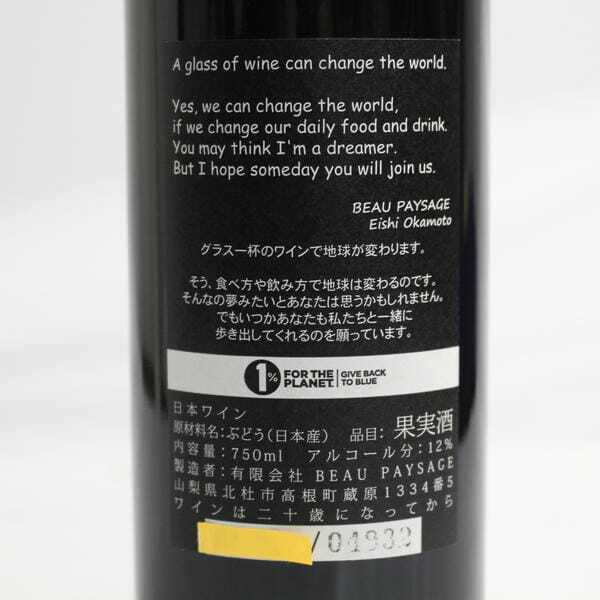 A glass of wine can change the world.
Yes, we can change the world,
if we change our daily food and drink.
You may think I'm a dreamer.
But I hope someday you will join us.
BEAU PAYSAGE
Eishi Okamoto
グラス一杯のワインで地球が変わります。
そう、食べ方や飲み方で地球は変わるのです。
そんなの夢みたいとあなたは思うかもしれません。
でもいつかあなたも私たちと一緒に
歩き出してくれるのを願っています。
1% FOR THE PLANET. GIVE BACK TO BLUE
日本ワイン
原材料名：ぶどう（日本産） 品目：果実酒
内容量：750ml アルコール分：12%
製造者：有限会社 BEAU PAYSAGE
山梨県北杜市高根町蔵原1334番5
ワインは二十歳になってから
/04932